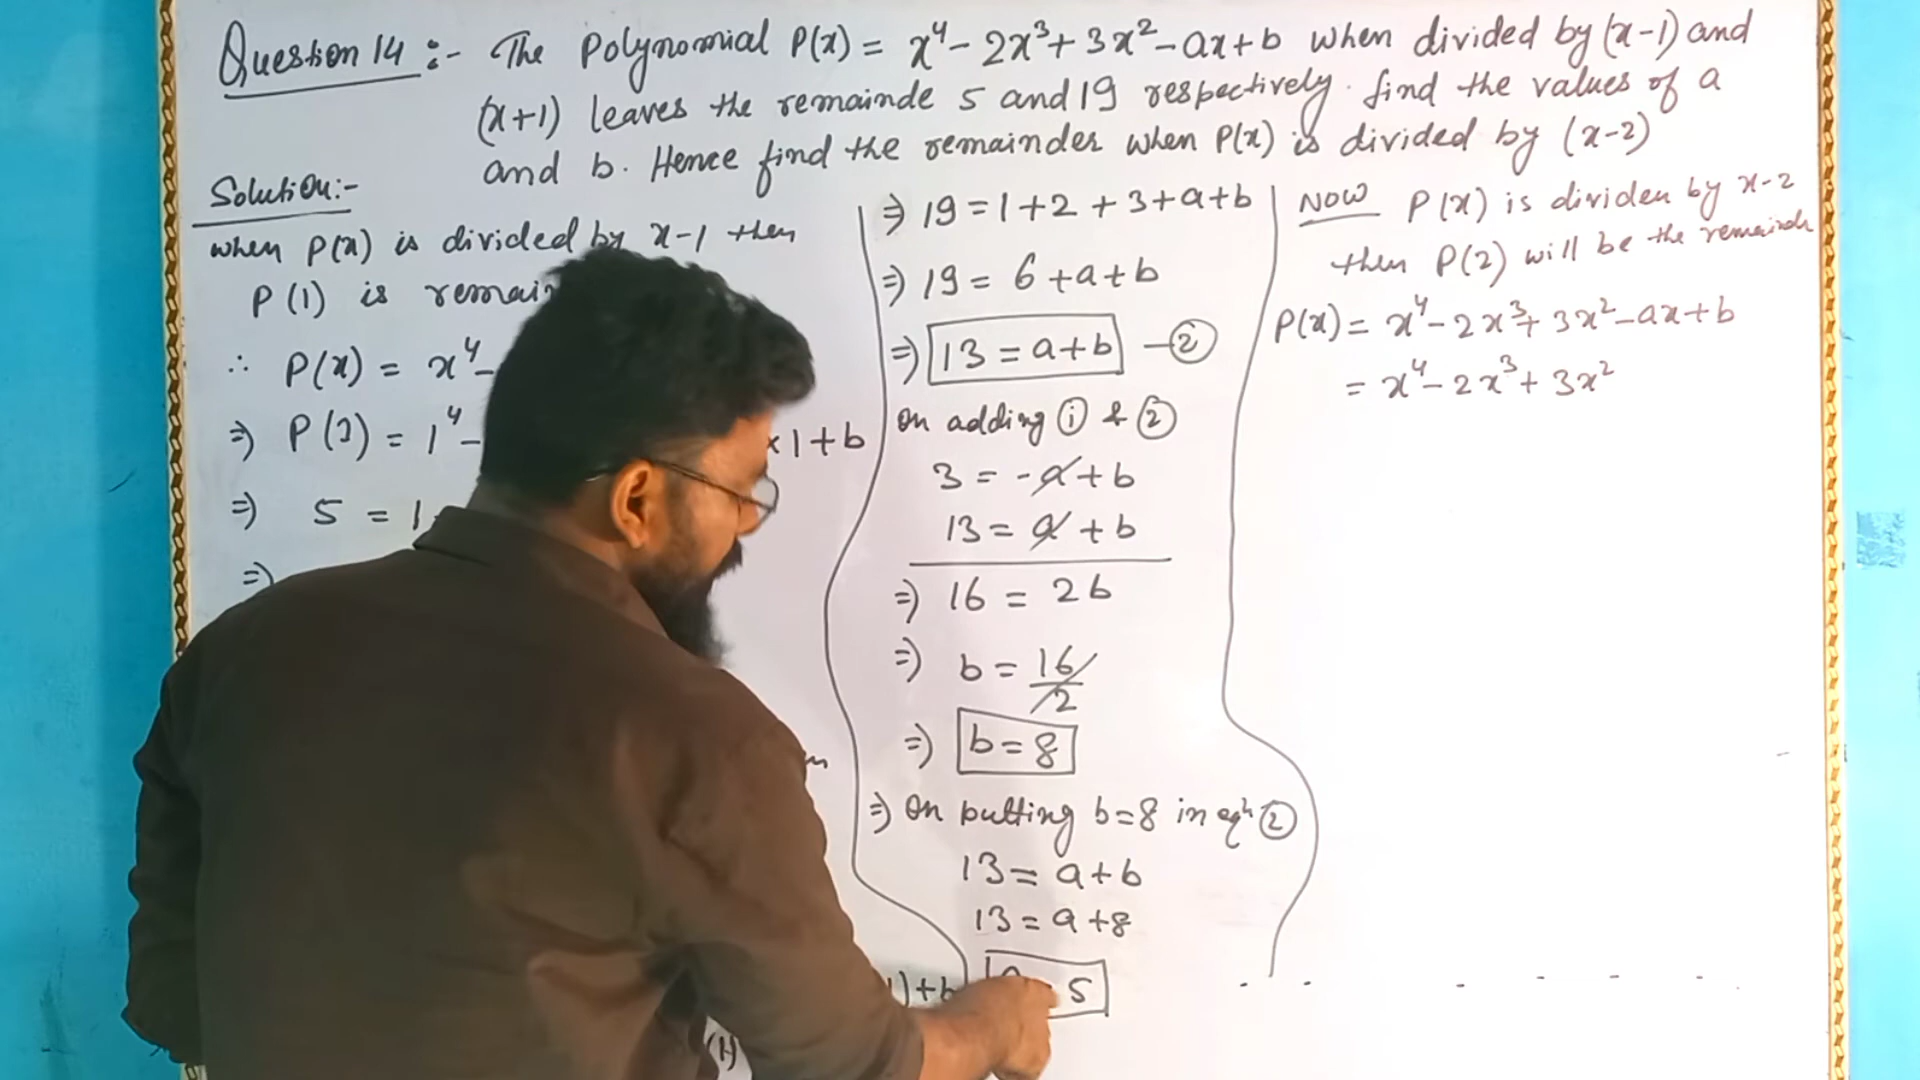 Question 14 :- The Polynomial P(x) = x⁴ - 2x³ + 3x² - ax + b when divided by (x-1) and
(x+1) leaves the remainde 5 and 19 respectively. find the values of a
and b. Hence find the remainder when P(x) is divided by (x-2)
Solution:-
when P(x) is divided by x-1 then
P(1) is
∴ P(x) = x⁴ -
⇒ P(1) = 1⁴ - ×1+b
⇒ 5 = 1
⇒
1)+b
⇒ 19 = 1+2+3+a+b
⇒ 19 = 6+a+b
⇒ 13 = a+b —②
On adding ① & ②
3 = -a+b
13 = a+b
⇒ 16 = 2b
⇒ b = 16/2
⇒ b = 8
⇒ On putting b=8 in eqⁿ ②
13 = a+b
13 = a+8
5
NOW P(x) is dividen by x-2
then P(2) will be the remainde
P(x) = x⁴ - 2x³ + 3x² - ax + b
= x⁴ - 2x³ + 3x²